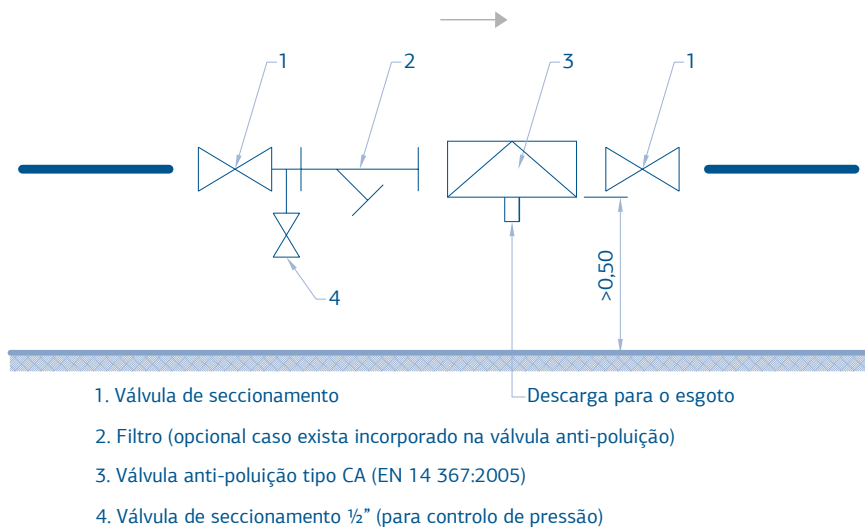 1
2
3
1
4
>0,50
1. Válvula de seccionamento
Descarga para o esgoto
2. Filtro (opcional caso exista incorporado na válvula anti-poluição)
3. Válvula anti-poluição tipo CA (EN 14 367:2005)
4. Válvula de seccionamento ½” (para controlo de pressão)